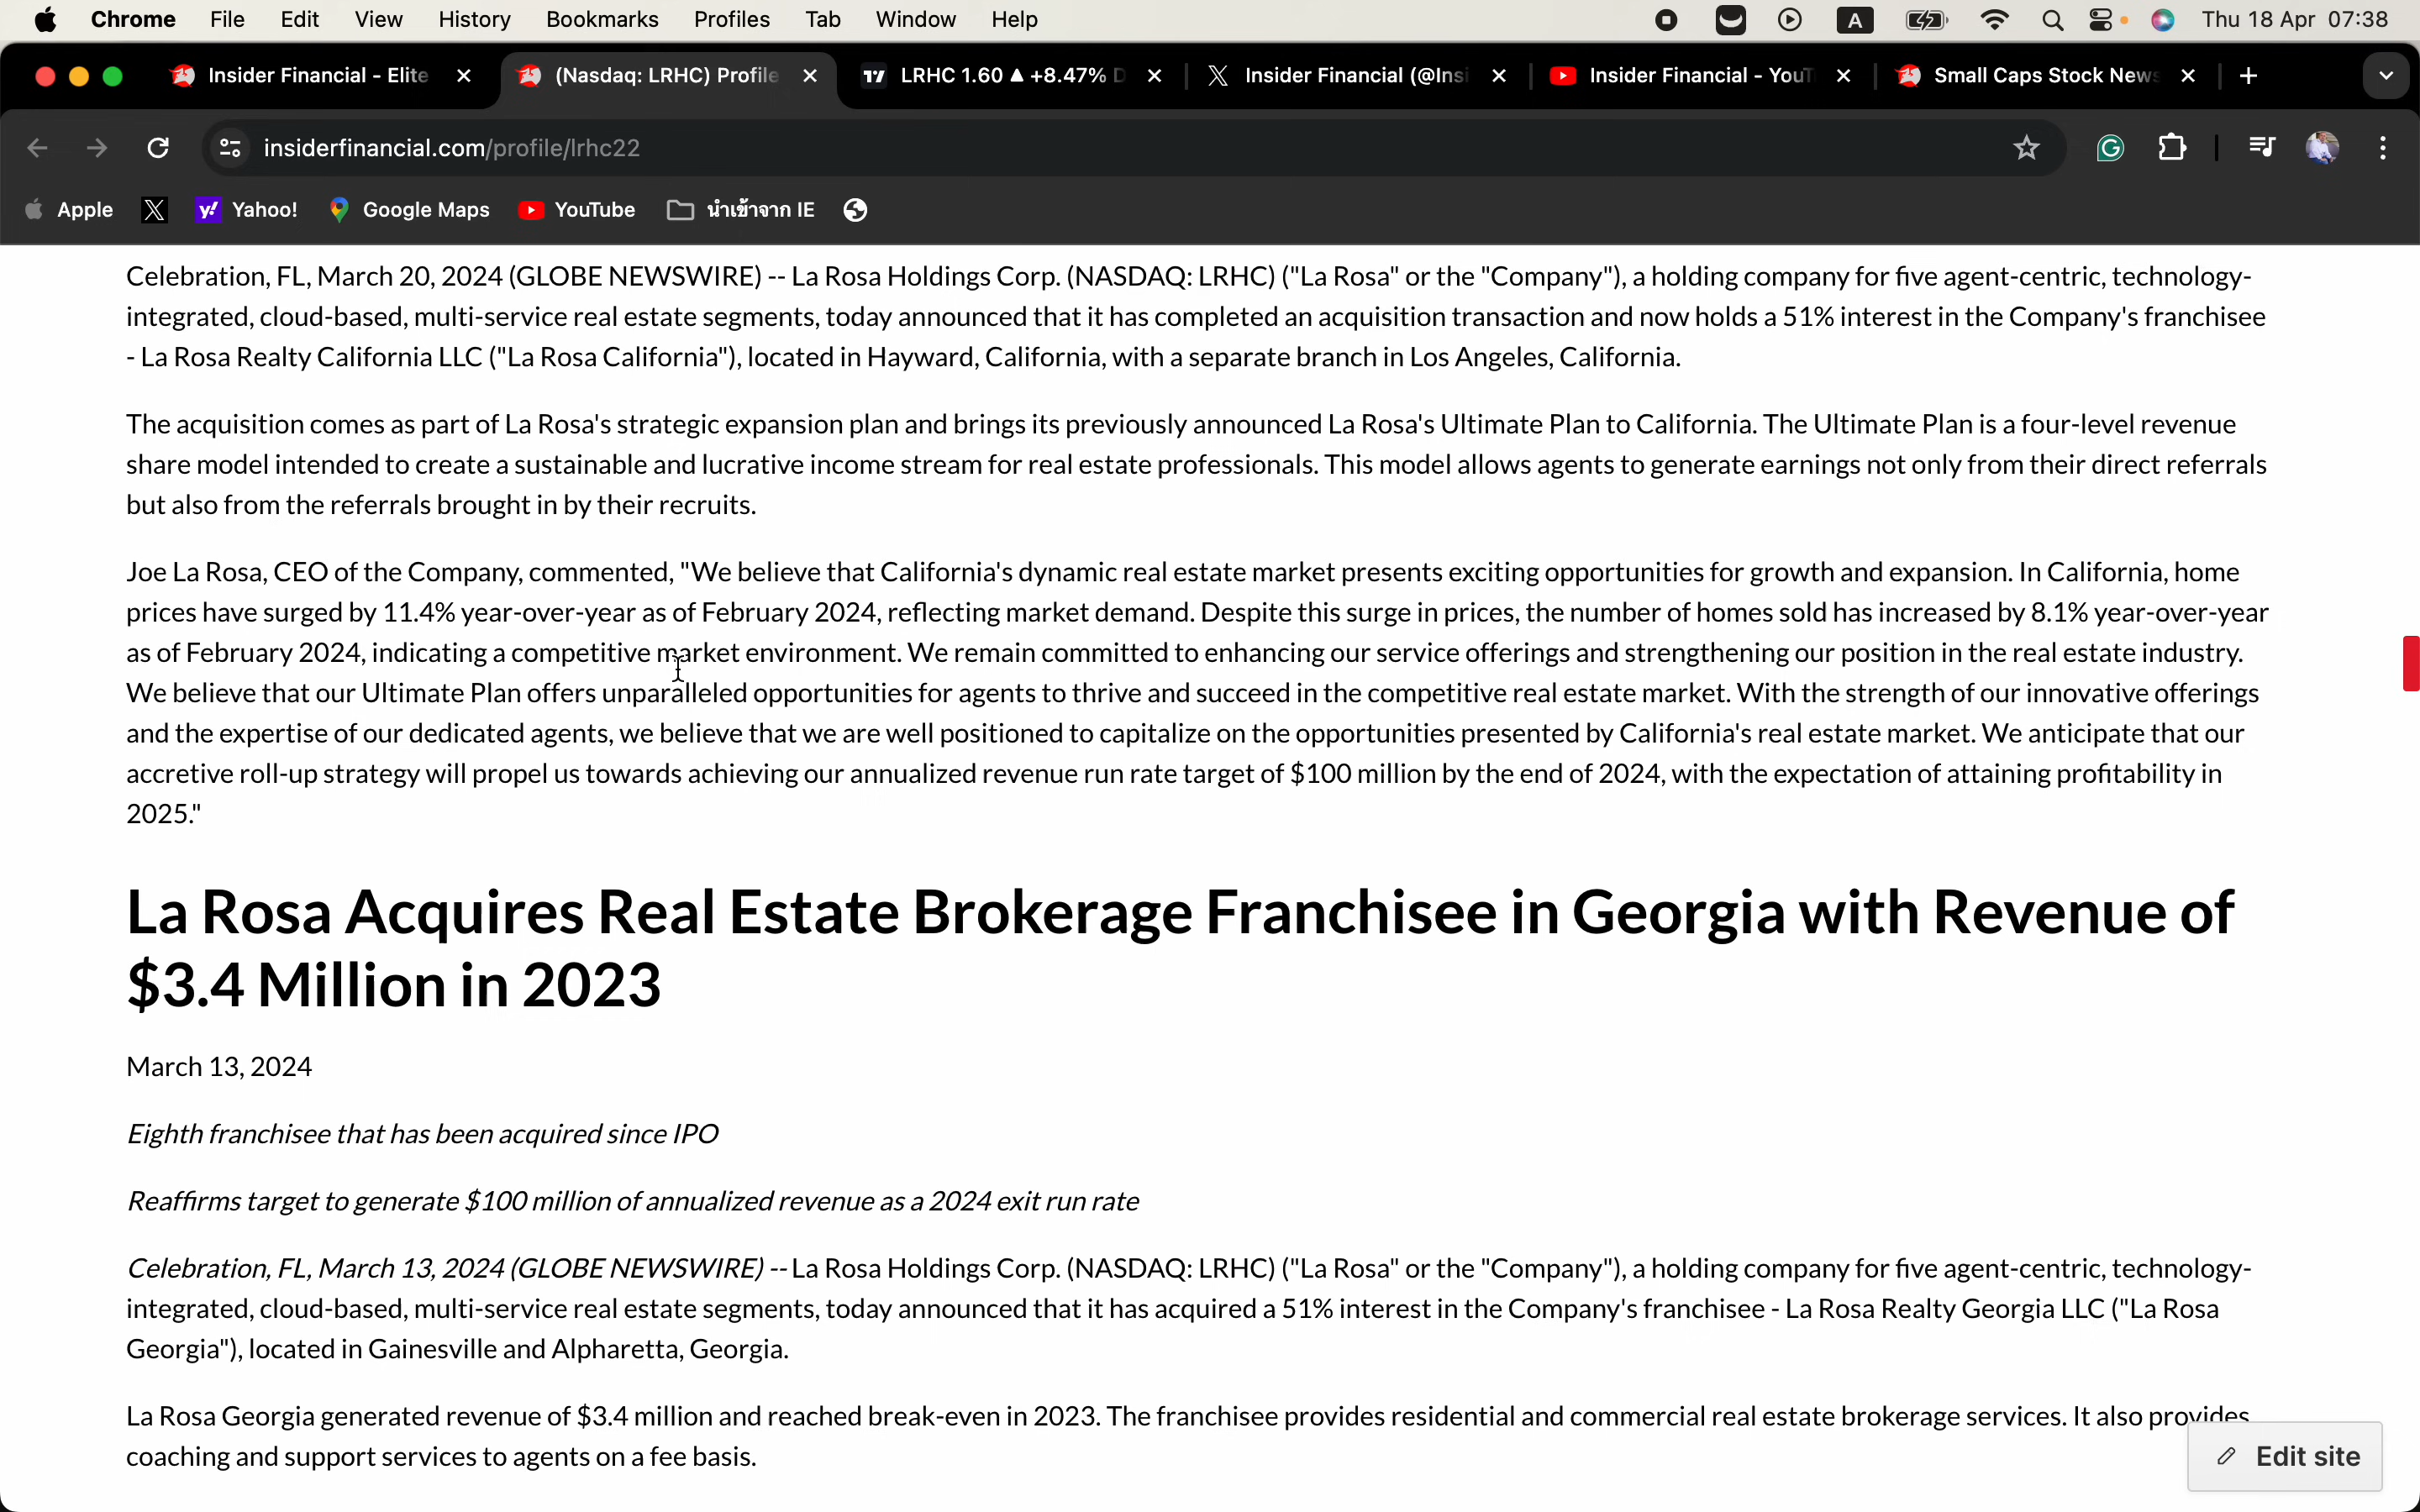 Chrome File Edit View History Bookmarks Profiles Tab Window Help A Thu 18 Apr 07:38
Insider Financial - Elite (Nasdaq: LRHC) Profile LRHC 1.60 ▲ +8.47% Insider Financial (@Insi Insider Financial - YouT Small Caps Stock News
insiderfinancial.com/profile/lrhc22
Apple Yahoo! Google Maps YouTube นำเข้าจาก IE
Celebration, FL, March 20, 2024 (GLOBE NEWSWIRE) -- La Rosa Holdings Corp. (NASDAQ: LRHC) ("La Rosa" or the "Company"), a holding company for five agent-centric, technology-
integrated, cloud-based, multi-service real estate segments, today announced that it has completed an acquisition transaction and now holds a 51% interest in the Company's franchisee
- La Rosa Realty California LLC ("La Rosa California"), located in Hayward, California, with a separate branch in Los Angeles, California.
The acquisition comes as part of La Rosa's strategic expansion plan and brings its previously announced La Rosa's Ultimate Plan to California. The Ultimate Plan is a four-level revenue
share model intended to create a sustainable and lucrative income stream for real estate professionals. This model allows agents to generate earnings not only from their direct referrals
but also from the referrals brought in by their recruits.
Joe La Rosa, CEO of the Company, commented, "We believe that California's dynamic real estate market presents exciting opportunities for growth and expansion. In California, home
prices have surged by 11.4% year-over-year as of February 2024, reflecting market demand. Despite this surge in prices, the number of homes sold has increased by 8.1% year-over-year
as of February 2024, indicating a competitive market environment. We remain committed to enhancing our service offerings and strengthening our position in the real estate industry.
We believe that our Ultimate Plan offers unparalleled opportunities for agents to thrive and succeed in the competitive real estate market. With the strength of our innovative offerings
and the expertise of our dedicated agents, we believe that we are well positioned to capitalize on the opportunities presented by California's real estate market. We anticipate that our
accretive roll-up strategy will propel us towards achieving our annualized revenue run rate target of $100 million by the end of 2024, with the expectation of attaining profitability in
2025."
La Rosa Acquires Real Estate Brokerage Franchisee in Georgia with Revenue of
$3.4 Million in 2023
March 13, 2024
Eighth franchisee that has been acquired since IPO
Reaffirms target to generate $100 million of annualized revenue as a 2024 exit run rate
Celebration, FL, March 13, 2024 (GLOBE NEWSWIRE) -- La Rosa Holdings Corp. (NASDAQ: LRHC) ("La Rosa" or the "Company"), a holding company for five agent-centric, technology-
integrated, cloud-based, multi-service real estate segments, today announced that it has acquired a 51% interest in the Company's franchisee - La Rosa Realty Georgia LLC ("La Rosa
Georgia"), located in Gainesville and Alpharetta, Georgia.
La Rosa Georgia generated revenue of $3.4 million and reached break-even in 2023. The franchisee provides residential and commercial real estate brokerage services. It also provides
coaching and support services to agents on a fee basis.
Edit site